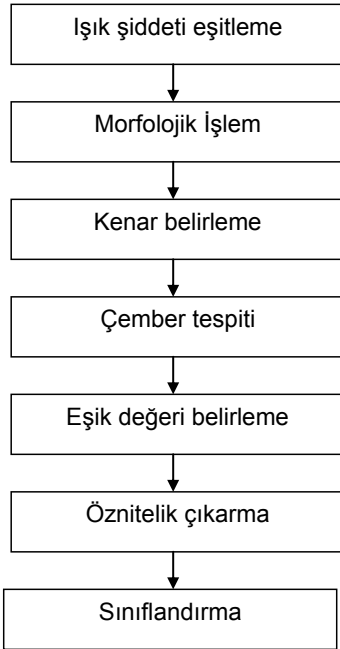 Işık şiddeti eşitleme
Morfolojik İşlem
Kenar belirleme
Çember tespiti
Eşik değeri belirleme
Öznitelik çıkarma
Sınıflandırma